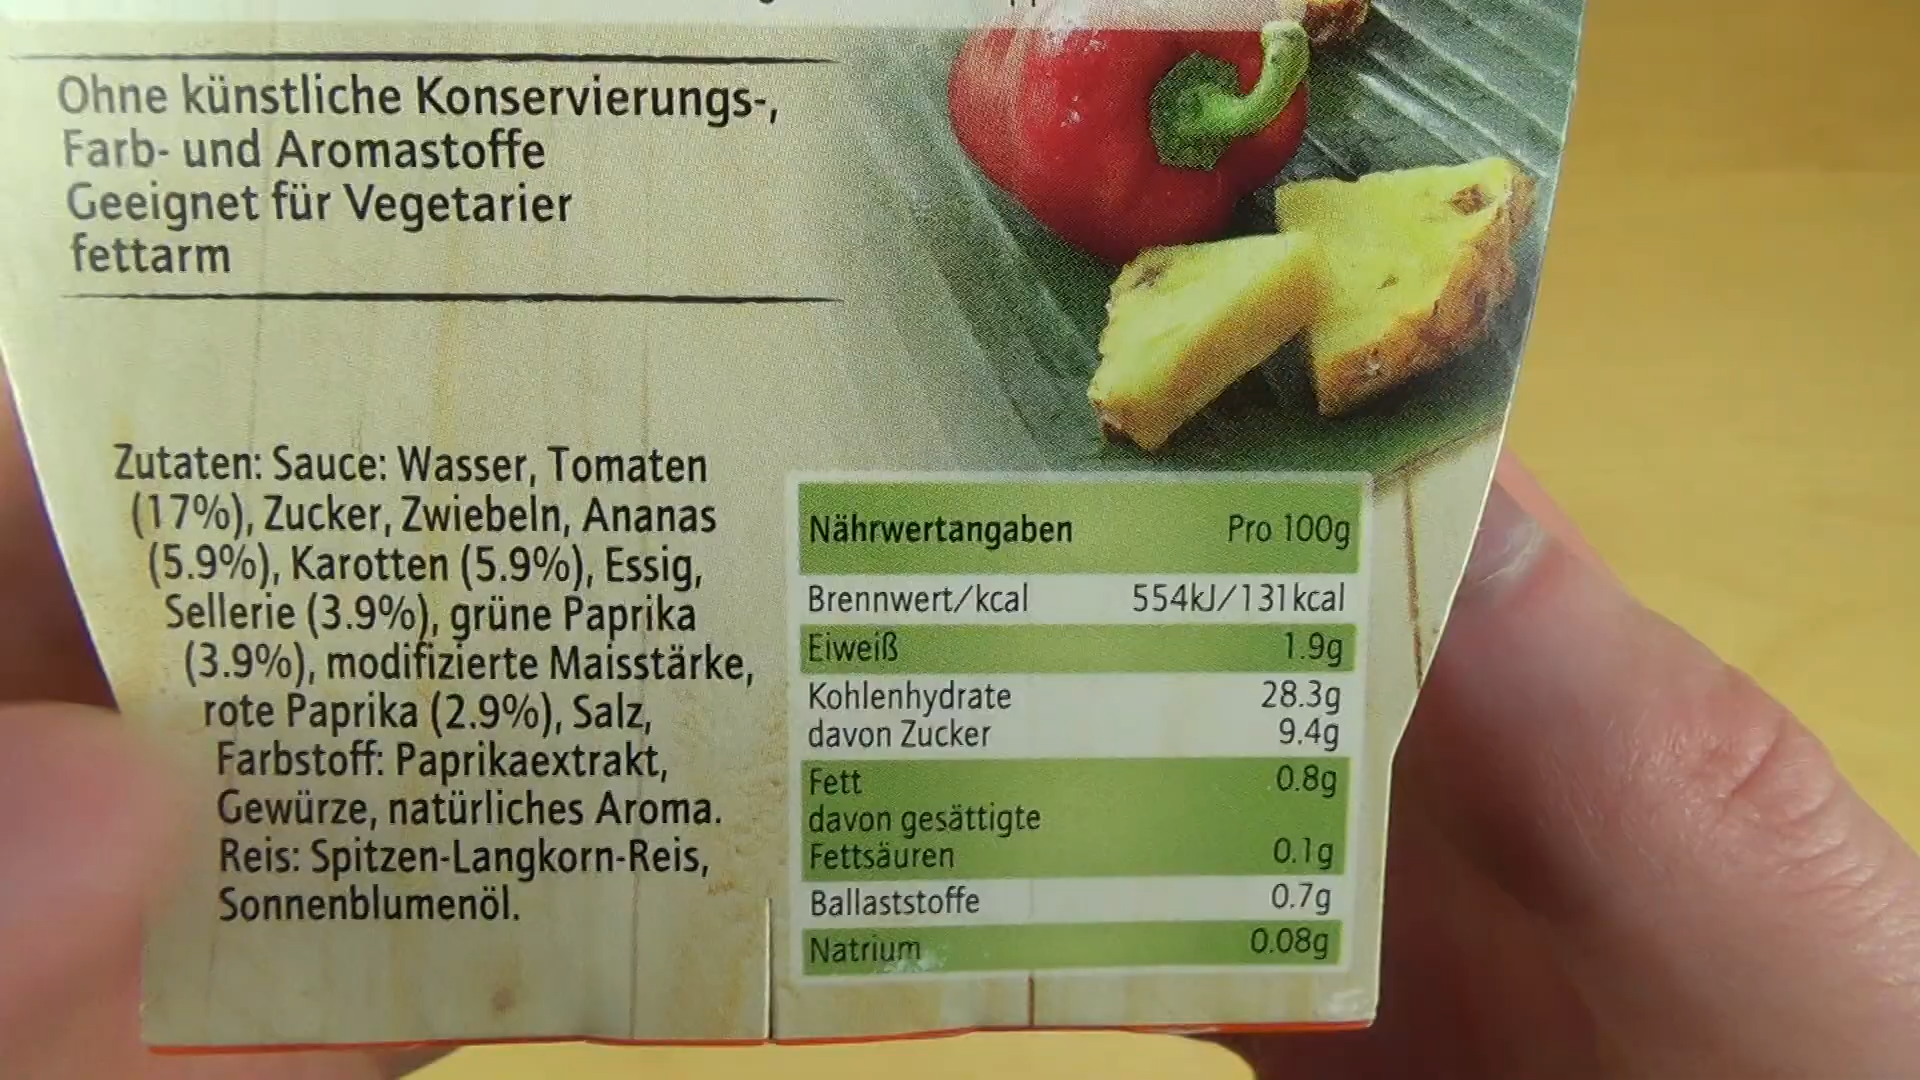 Ohne künstliche Konservierungs-,
Farb- und Aromastoffe
Geeignet für Vegetarier
fettarm
Zutaten: Sauce: Wasser, Tomaten
(17%), Zucker, Zwiebeln, Ananas
(5.9%), Karotten (5.9%), Essig,
Sellerie (3.9%), grüne Paprika
(3.9%), modifizierte Maisstärke,
rote Paprika (2.9%), Salz,
Farbstoff: Paprikaextrakt,
Gewürze, natürliches Aroma.
Reis: Spitzen-Langkorn-Reis,
Sonnenblumenöl.
Nährwertangaben Pro 100g
Brennwert/kcal 554kJ/131kcal
Eiweiß 1.9g
Kohlenhydrate 28.3g
davon Zucker 9.4g
Fett 0.8g
davon gesättigte
Fettsäuren 0.1g
Ballaststoffe 0.7g
Natrium 0.08g